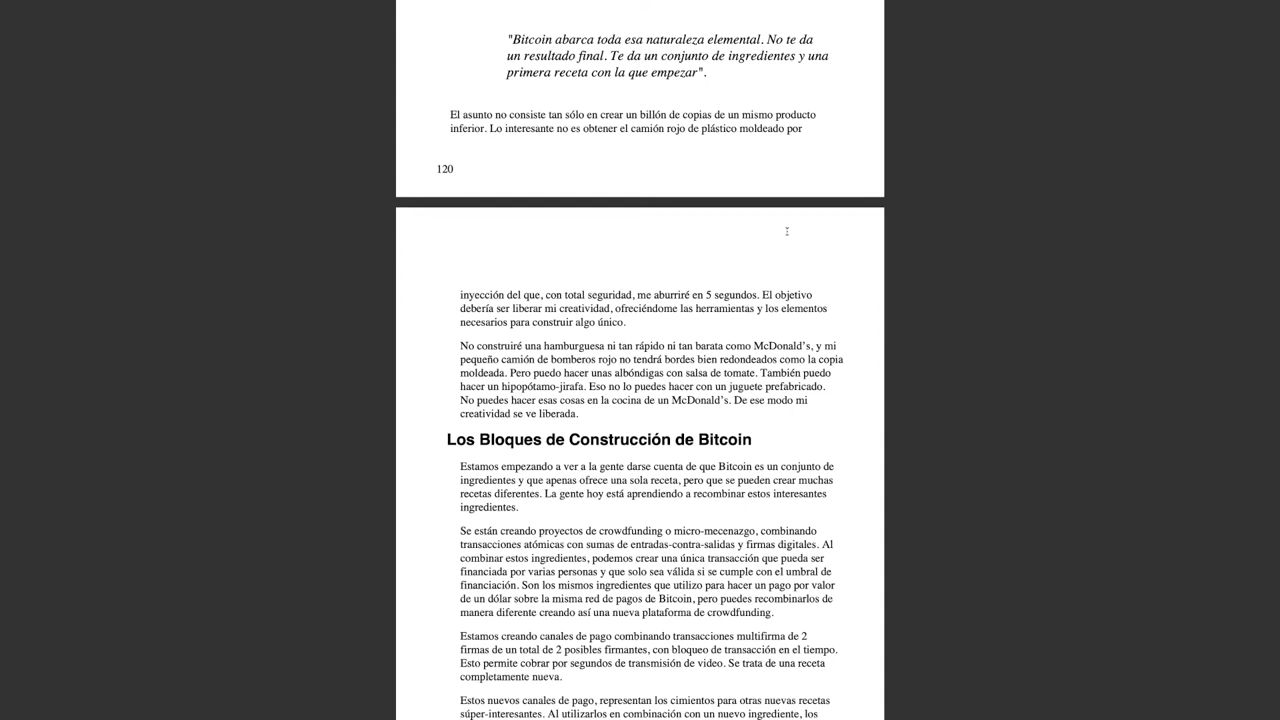 "Bitcoin abarca toda esa naturaleza elemental. No te da
un resultado final. Te da un conjunto de ingredientes y una
primera receta con la que empezar".
El asunto no consiste tan sólo en crear un billón de copias de un mismo producto
inferior. Lo interesante no es obtener el camión rojo de plástico moldeado por
120
inyección del que, con total seguridad, me aburriré en 5 segundos. El objetivo
debería ser liberar mi creatividad, ofreciéndome las herramientas y los elementos
necesarios para construir algo único.
No construiré una hamburguesa ni tan rápido ni tan barata como McDonald's, y mi
pequeño camión de bomberos rojo no tendrá bordes bien redondeados como la copia
moldeada. Pero puedo hacer unas albóndigas con salsa de tomate. También puedo
hacer un hipopótamo-jirafa. Eso no lo puedes hacer con un juguete prefabricado.
No puedes hacer esas cosas en la cocina de un McDonald's. De ese modo mi
creatividad se ve liberada.
Los Bloques de Construcción de Bitcoin
Estamos empezando a ver a la gente darse cuenta de que Bitcoin es un conjunto de
ingredientes y que apenas ofrece una sola receta, pero que se pueden crear muchas
recetas diferentes. La gente hoy está aprendiendo a recombinar estos interesantes
ingredientes.
Se están creando proyectos de crowdfunding o micro-mecenazgo, combinando
transacciones atómicas con sumas de entradas-contra-salidas y firmas digitales. Al
combinar estos ingredientes, podemos crear una única transacción que pueda ser
financiada por varias personas y que solo sea válida si se cumple con el umbral de
financiación. Son los mismos ingredientes que utilizo para hacer un pago por valor
de un dólar sobre la misma red de pagos de Bitcoin, pero puedes recombinarlos de
manera diferente creando así una nueva plataforma de crowdfunding.
Estamos creando canales de pago combinando transacciones multifirma de 2
firmas de un total de 2 posibles firmantes, con bloqueo de transacción en el tiempo.
Esto permite cobrar por segundos de transmisión de video. Se trata de una receta
completamente nueva.
Estos nuevos canales de pago, representan los cimientos para otras nuevas recetas
súper-interesantes. Al utilizarlos en combinación con un nuevo ingrediente, los